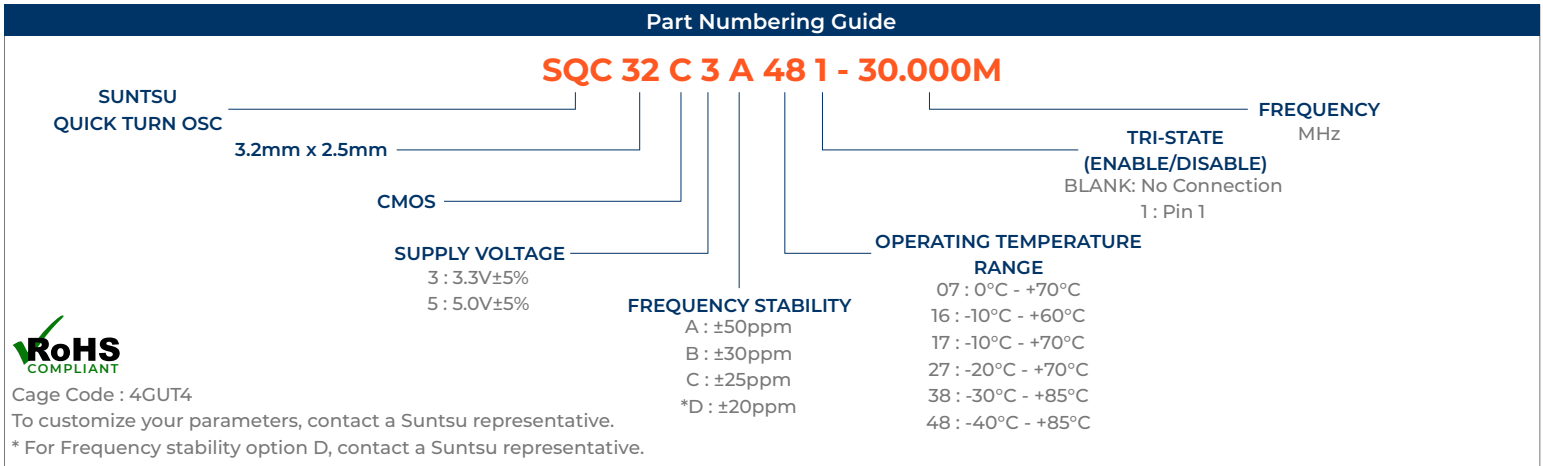 Part Numbering Guide
SQC 32 C 3 A 48 1 - 30.000M
SUNTSU
QUICK TURN OSC
3.2mm x 2.5mm
CMOS
SUPPLY VOLTAGE
3 : 3.3V±5%
5 : 5.0V±5%
FREQUENCY STABILITY
A : ±50ppm
B : ±30ppm
C : ±25ppm
*D : ±20ppm
OPERATING TEMPERATURE
RANGE
07 : 0°C - +70°C
16 : -10°C - +60°C
17 : -10°C - +70°C
27 : -20°C - +70°C
38 : -30°C - +85°C
48 : -40°C - +85°C
TRI-STATE
(ENABLE/DISABLE)
BLANK: No Connection
1 : Pin 1
FREQUENCY
MHz
RoHS
COMPLIANT
Cage Code : 4GUT4
To customize your parameters, contact a Suntsu representative.
* For Frequency stability option D, contact a Suntsu representative.